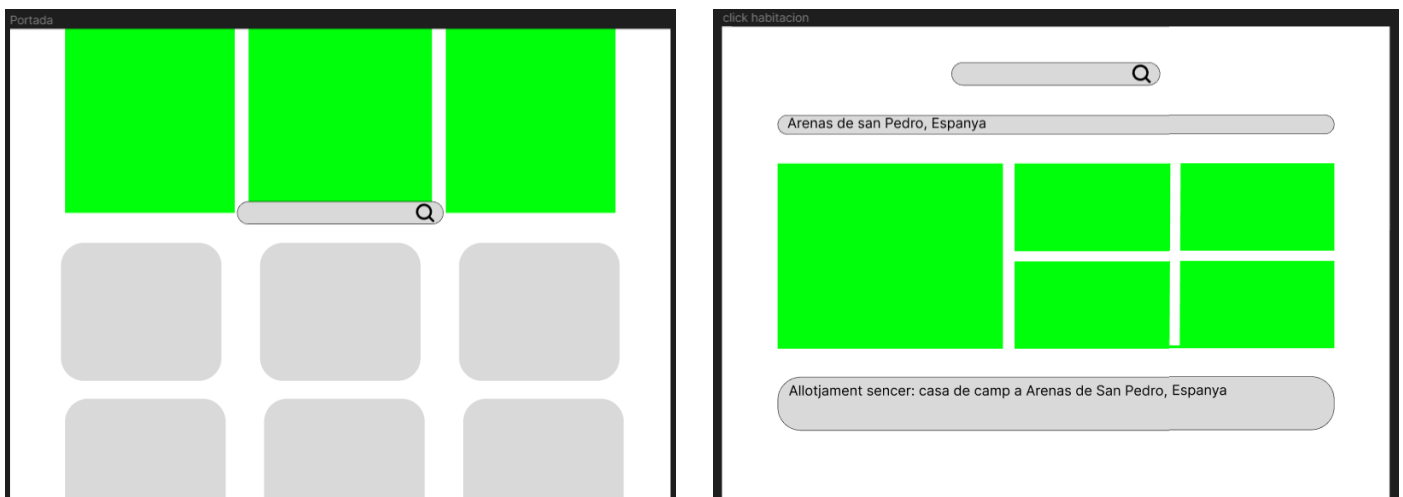 Portada
click habitacion
Arenas de san Pedro, Espanya
Allotjament sencer: casa de camp a Arenas de San Pedro, Espanya